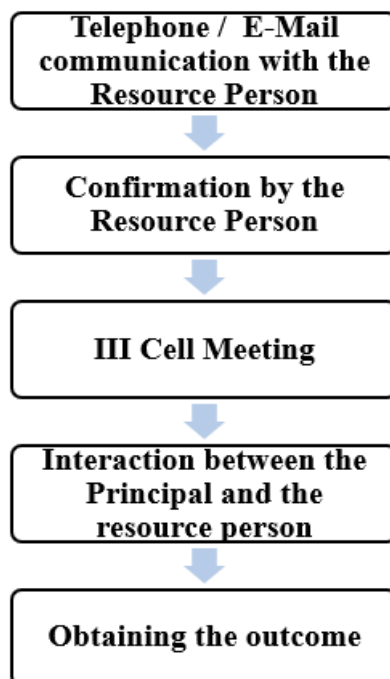 Telephone / E-Mail
communication with the
Resource Person
Confirmation by the
Resource Person
III Cell Meeting
Interaction between the
Principal and the
resource person
Obtaining the outcome